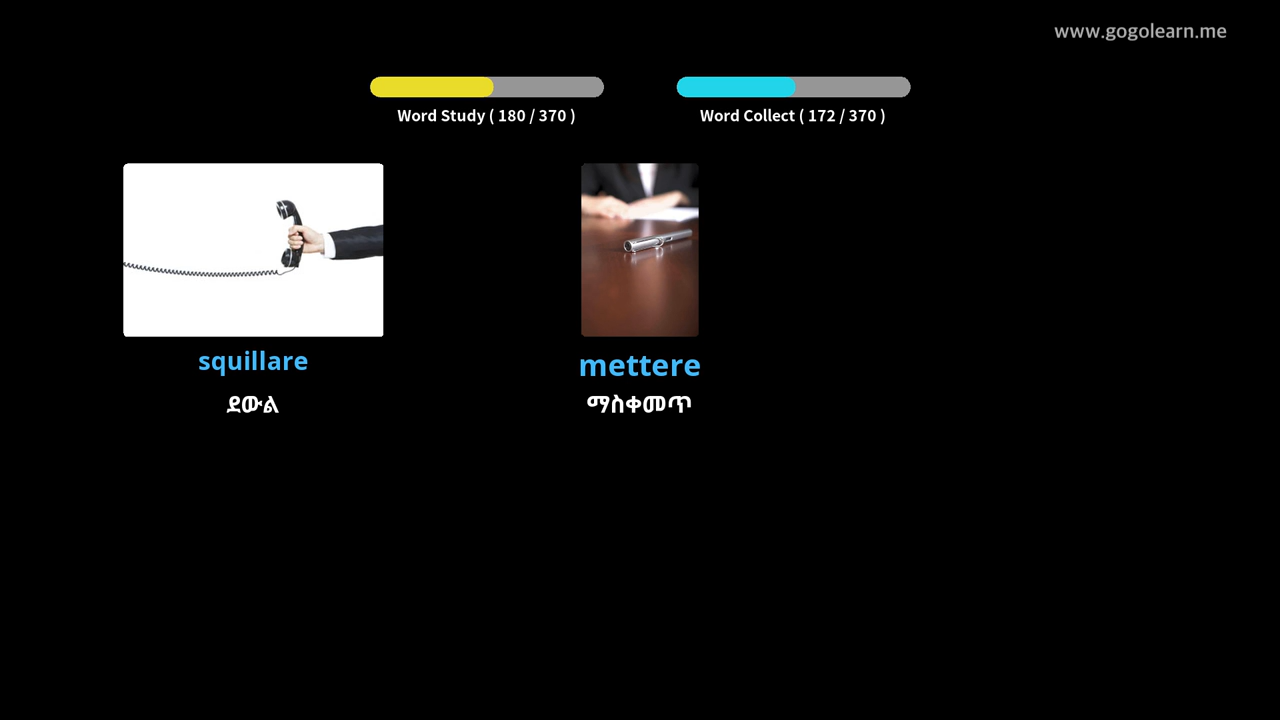 www.gogolearn.me
Word Study ( 180 / 370 )
Word Collect ( 172 / 370 )
squillare
ደውል
mettere
ማስቀመጥ